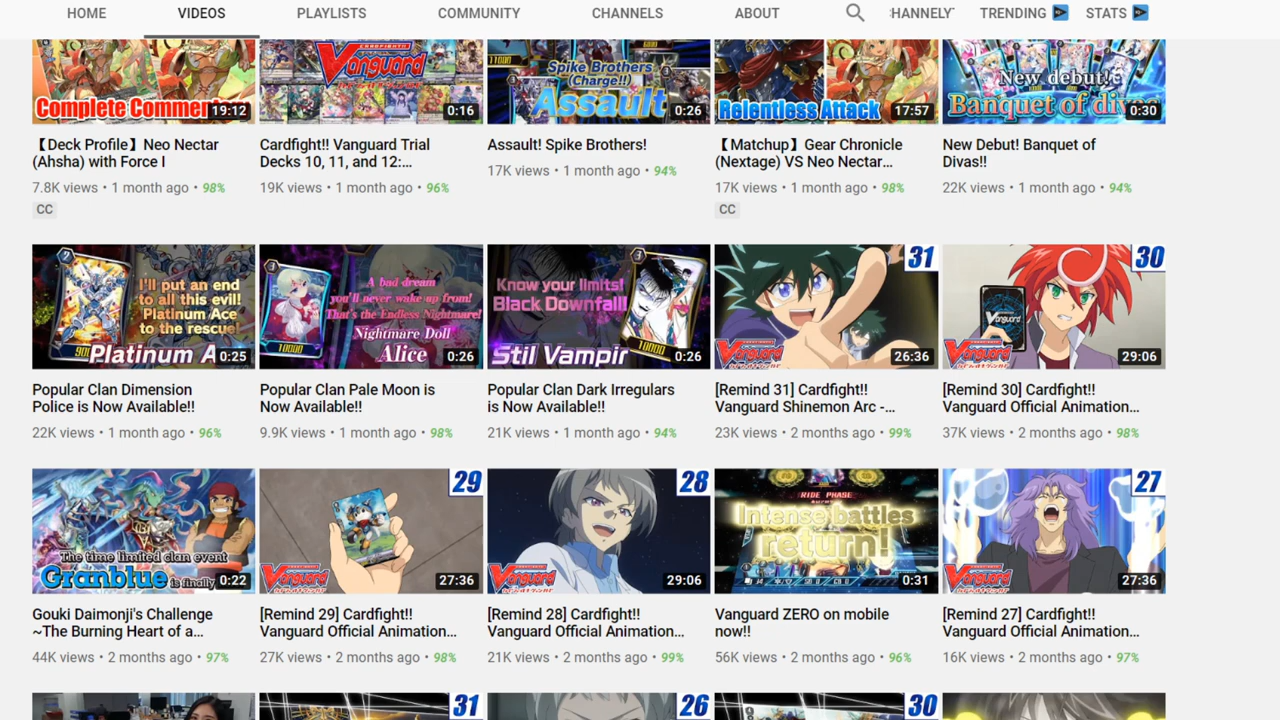 HOME VIDEOS PLAYLISTS COMMUNITY CHANNELS ABOUT HANNELY TRENDING STATS
Complete Commen 19:12
CARDFIGHT!! Vanguard 0:16
11000 Spike Brothers (Charge!!) Assault 0:26
Relentless Attack 17:57
New debut! Banquet of divas 0:30
【Deck Profile】Neo Nectar (Ahsha) with Force I
7.8K views • 1 month ago • 98%
CC
Cardfight!! Vanguard Trial Decks 10, 11, and 12:...
19K views • 1 month ago • 96%
Assault! Spike Brothers!
17K views • 1 month ago • 94%
【Matchup】Gear Chronicle (Nextage) VS Neo Nectar...
17K views • 1 month ago • 98%
CC
New Debut! Banquet of Divas!!
22K views • 1 month ago • 94%
I'll put an end
to all this evil!
Platinum Ace
to the rescue!
Platinum A 0:25
A bad dream
you'll never wake up from!
That's the Endless Nightmare!
Nightmare Doll
Alice
10000 0:26
Know your limits!
Black Downfall!
Stil Vampir
10000 0:26
31
Vanguard 26:36
30
Vanguard 29:06
Popular Clan Dimension Police is Now Available!!
22K views • 1 month ago • 96%
Popular Clan Pale Moon is Now Available!!
9.9K views • 1 month ago • 98%
Popular Clan Dark Irregulars is Now Available!!
21K views • 1 month ago • 94%
[Remind 31] Cardfight!! Vanguard Shinemon Arc -...
23K views • 2 months ago • 99%
[Remind 30] Cardfight!! Vanguard Official Animation...
37K views • 2 months ago • 98%
The time limited clan event
Granblue is finally 0:22
29
Vanguard 27:36
28
Vanguard 29:06
RIDE PHASE
Intense battles
return!
0:31
27
Vanguard 27:36
Gouki Daimonji's Challenge ~The Burning Heart of a...
44K views • 2 months ago • 97%
[Remind 29] Cardfight!! Vanguard Official Animation...
27K views • 2 months ago • 98%
[Remind 28] Cardfight!! Vanguard Official Animation...
21K views • 2 months ago • 99%
Vanguard ZERO on mobile now!!
56K views • 2 months ago • 96%
[Remind 27] Cardfight!! Vanguard Official Animation...
16K views • 2 months ago • 97%
31 26 30